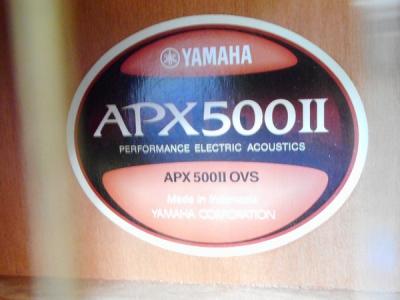 YAMAHA
APX500II
PERFORMANCE ELECTRIC ACOUSTICS
APX 500II OVS
Made in Indonesia
YAMAHA CORPORATION